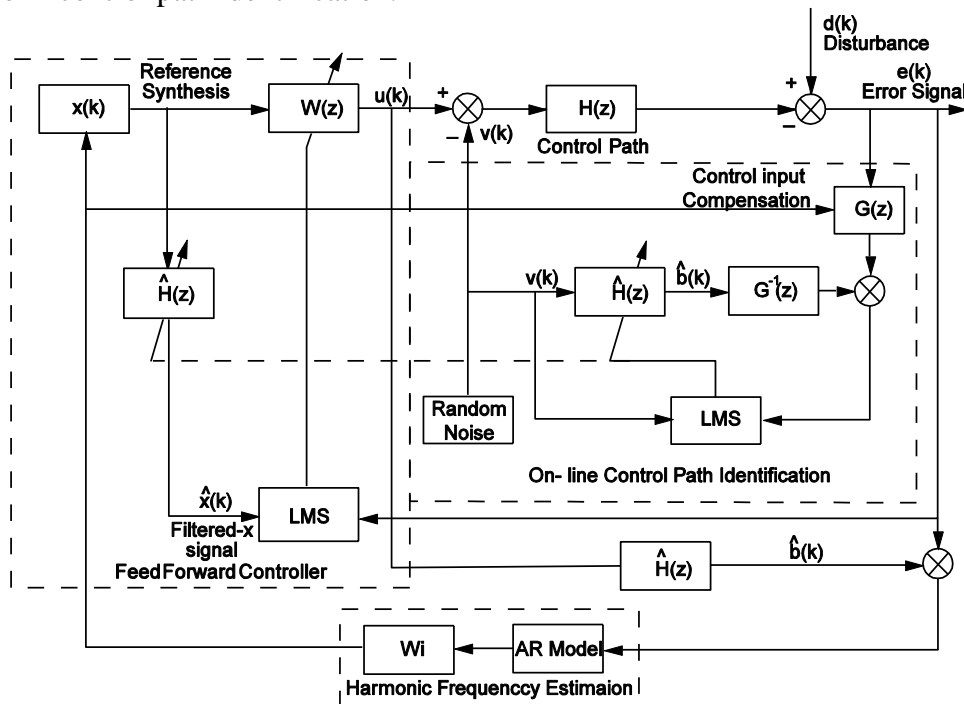 d(k)
Disturbance
e(k)
Error Signal
Reference
Synthesis
x(k)
W(z)
u(k)
+
−
v(k)
H(z)
Control Path
+
−
Control input
Compensation
G(z)
Ĥ(z)
v(k)
Ĥ(z)
b̂(k)
G⁻¹(z)
Random
Noise
LMS
On- line Control Path Identification
x̂(k)
Filtered-x
signal
LMS
Feed Forward Controller
Ĥ(z)
b̂(k)
Wi
AR Model
Harmonic Frequenccy Estimaion